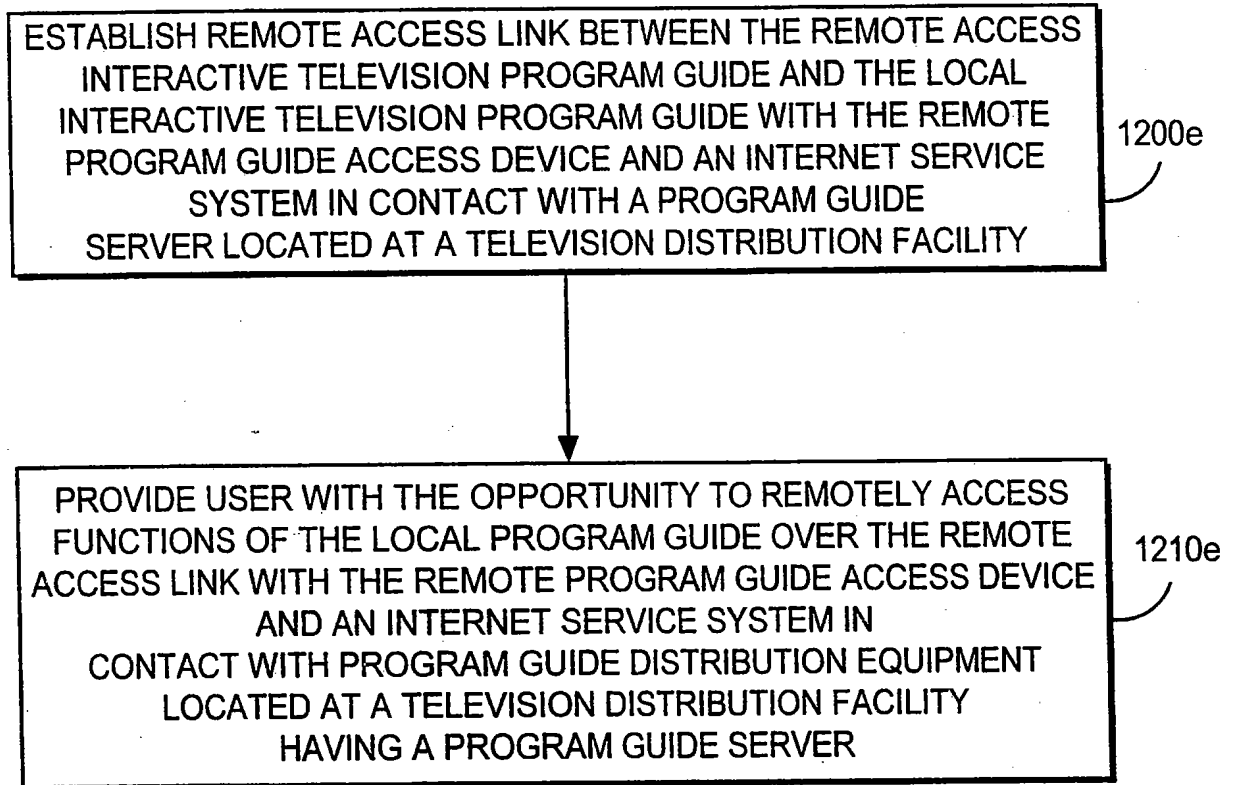 ESTABLISH REMOTE ACCESS LINK BETWEEN THE REMOTE ACCESS
INTERACTIVE TELEVISION PROGRAM GUIDE AND THE LOCAL
INTERACTIVE TELEVISION PROGRAM GUIDE WITH THE REMOTE
PROGRAM GUIDE ACCESS DEVICE AND AN INTERNET SERVICE
SYSTEM IN CONTACT WITH A PROGRAM GUIDE
SERVER LOCATED AT A TELEVISION DISTRIBUTION FACILITY
1200e
PROVIDE USER WITH THE OPPORTUNITY TO REMOTELY ACCESS
FUNCTIONS OF THE LOCAL PROGRAM GUIDE OVER THE REMOTE
ACCESS LINK WITH THE REMOTE PROGRAM GUIDE ACCESS DEVICE
AND AN INTERNET SERVICE SYSTEM IN
CONTACT WITH PROGRAM GUIDE DISTRIBUTION EQUIPMENT
LOCATED AT A TELEVISION DISTRIBUTION FACILITY
HAVING A PROGRAM GUIDE SERVER
1210e